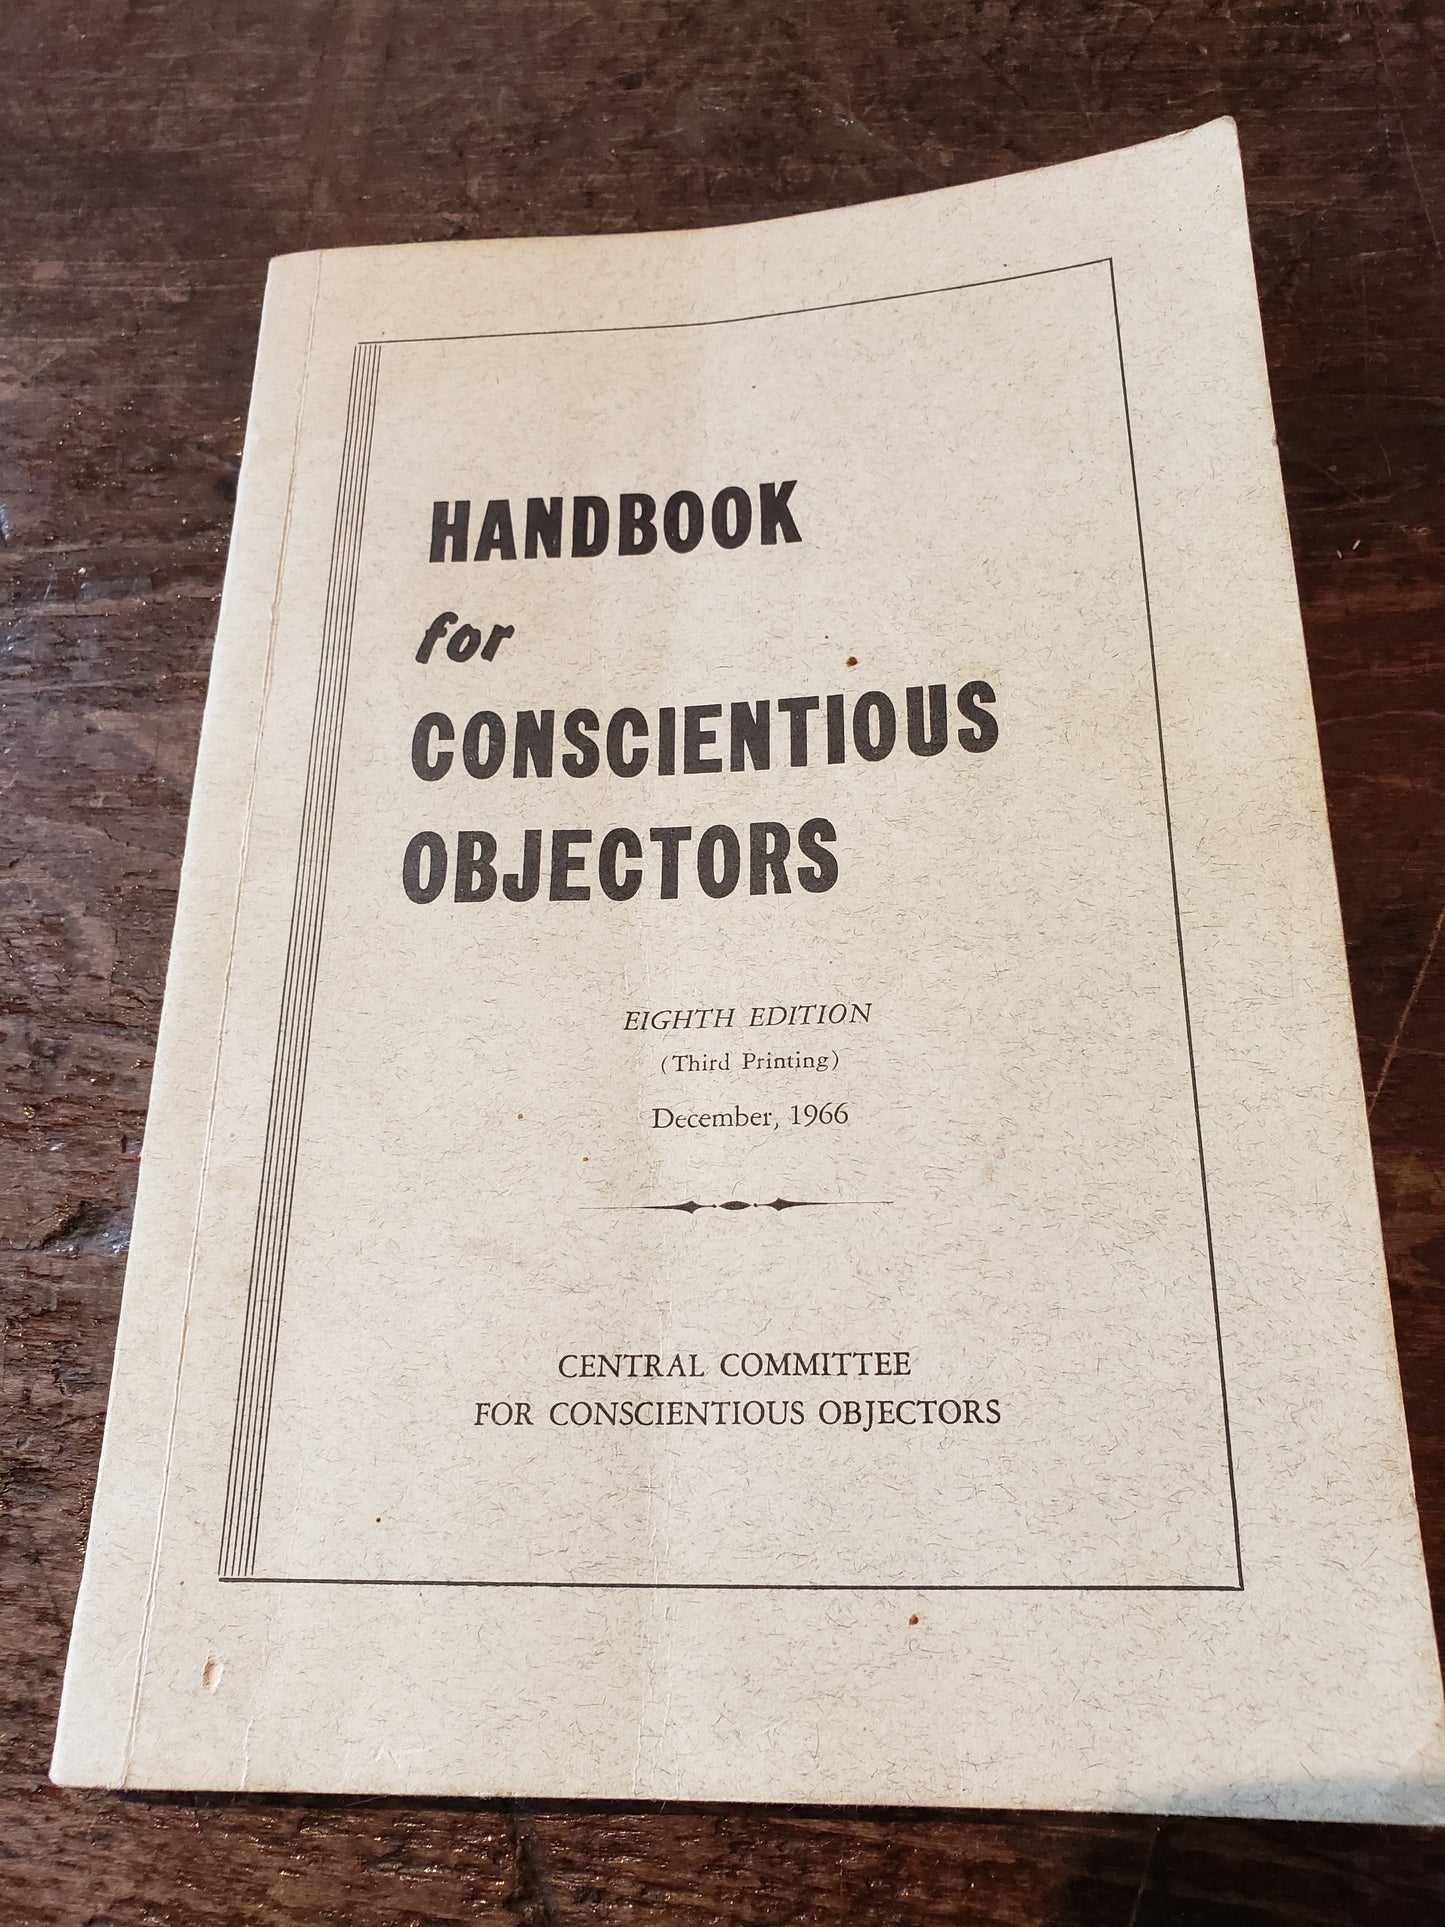 HANDBOOK
for
CONSCIENTIOUS
OBJECTORS
EIGHTH EDITION
(Third Printing)
December, 1966
CENTRAL COMMITTEE
FOR CONSCIENTIOUS OBJECTORS